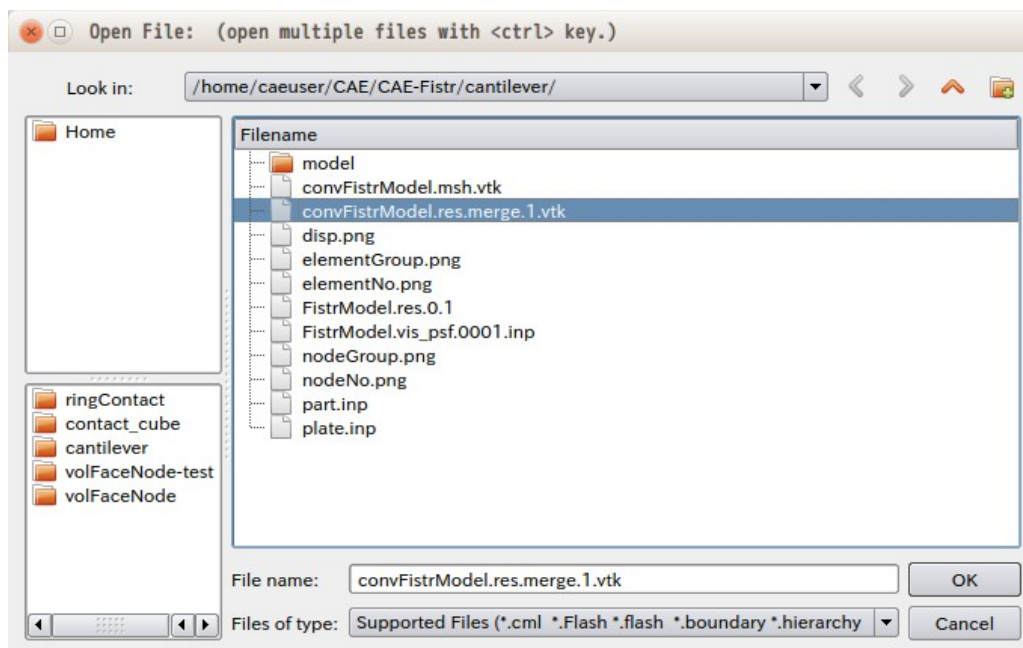 Open File: (open multiple files with <ctrl> key.)
Look in: /home/caeuser/CAE/CAE-Fistr/cantilever/
Home
Filename
model
convFistrModel.msh.vtk
convFistrModel.res.merge.1.vtk
disp.png
elementGroup.png
elementNo.png
FistrModel.res.0.1
FistrModel.vis_psf.0001.inp
nodeGroup.png
nodeNo.png
part.inp
plate.inp
ringContact
contact_cube
cantilever
volFaceNode-test
volFaceNode
File name: convFistrModel.res.merge.1.vtk OK
Files of type: Supported Files (*.cml *.Flash *.flash *.boundary *.hierarchy Cancel